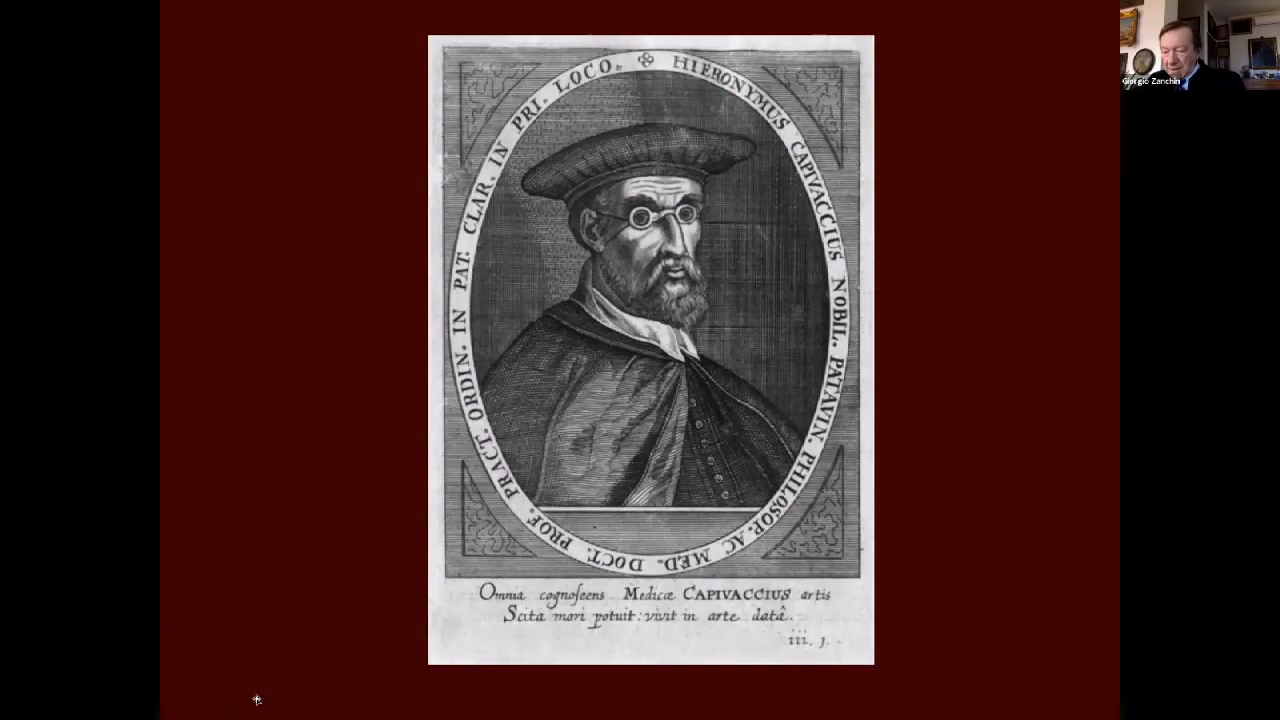 HIERONYMUS CAPIVACCIUS NOBIL. PATAVIN. PHILOSOP. AC MED. DOCT. PROF. PRACT. ORDIN. IN PAT. CLAR. IN PRI. LOCO.
Omnia cognoſcens Medicæ CAPIVACCIUS artis
Scita mori potuit: vivit in arte datâ.
iii. j.
Giorgio Zanchin